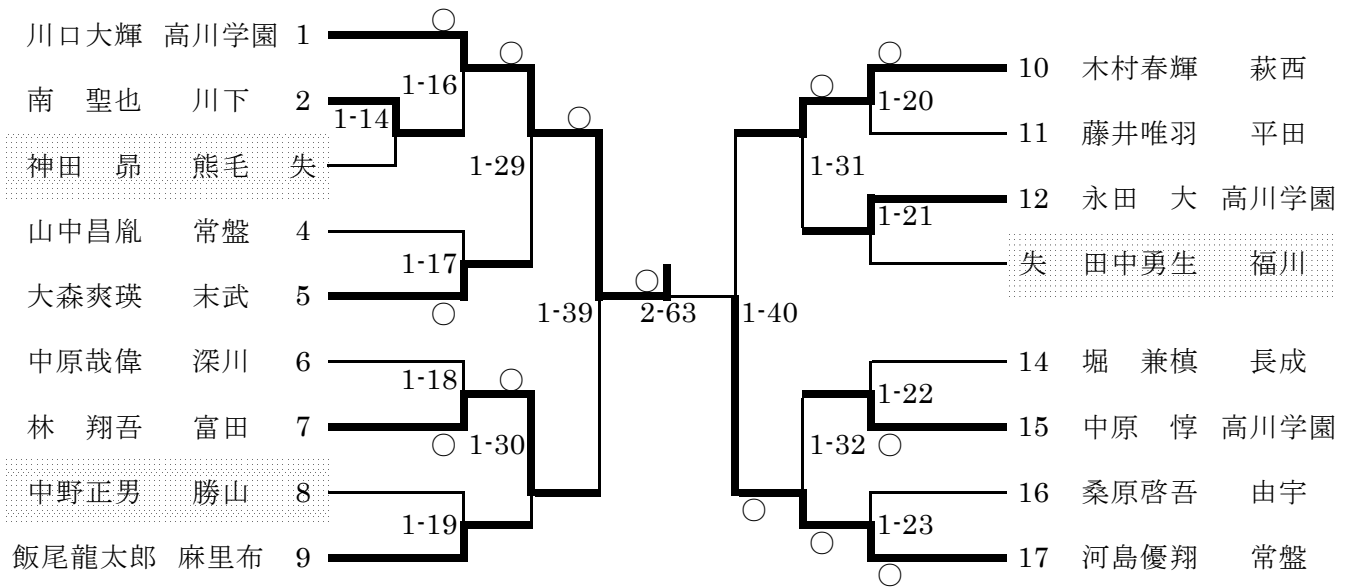 川口大輝 高川学園 1
南 聖也 川下 2
神田 昴 熊毛 失
山中昌胤 常盤 4
大森爽瑛 末武 5
中原哉偉 深川 6
林 翔吾 富田 7
中野正男 勝山 8
飯尾龍太郎 麻里布 9
1-16
1-14
1-29
1-17
1-39
1-18
1-30
1-19
2-63
1-40
1-20
1-31
1-21
1-22
1-32
1-23
10 木村春輝 萩西
11 藤井唯羽 平田
12 永田 大 高川学園
失 田中勇生 福川
14 堀 兼槙 長成
15 中原 惇 高川学園
16 桑原啓吾 由宇
17 河島優翔 常盤